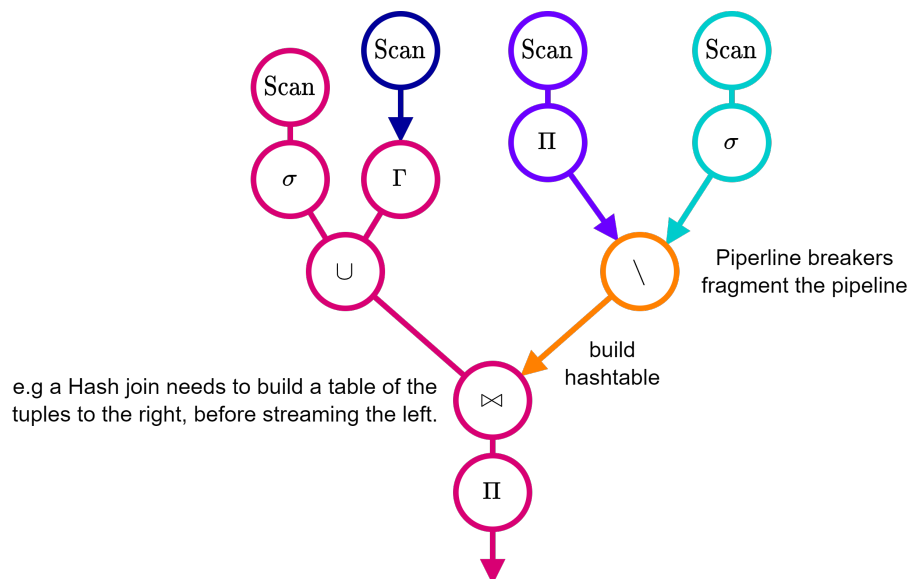 Scan
Scan
Scan
Scan
σ
Γ
Π
σ
∪
\
Piperline breakers
fragment the pipeline
build
hashtable
e.g a Hash join needs to build a table of the
tuples to the right, before streaming the left.
⋈
Π